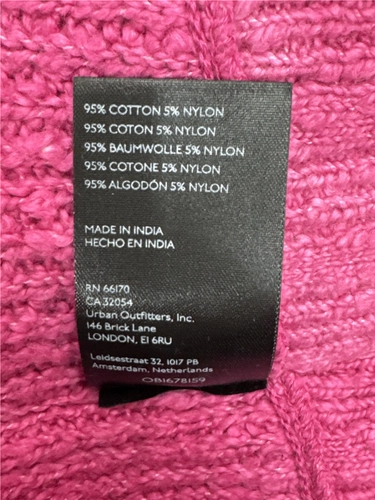 95% COTTON 5% NYLON
95% COTON 5% NYLON
95% BAUMWOLLE 5% NYLON
95% COTONE 5% NYLON
95% ALGODÓN 5% NYLON
MADE IN INDIA
HECHO EN INDIA
RN 66170
CA 32054
Urban Outfitters, Inc.
146 Brick Lane
LONDON, E1 6RU
Leidsestraat 32, 1017 PB
Amsterdam, Netherlands
OB1678159